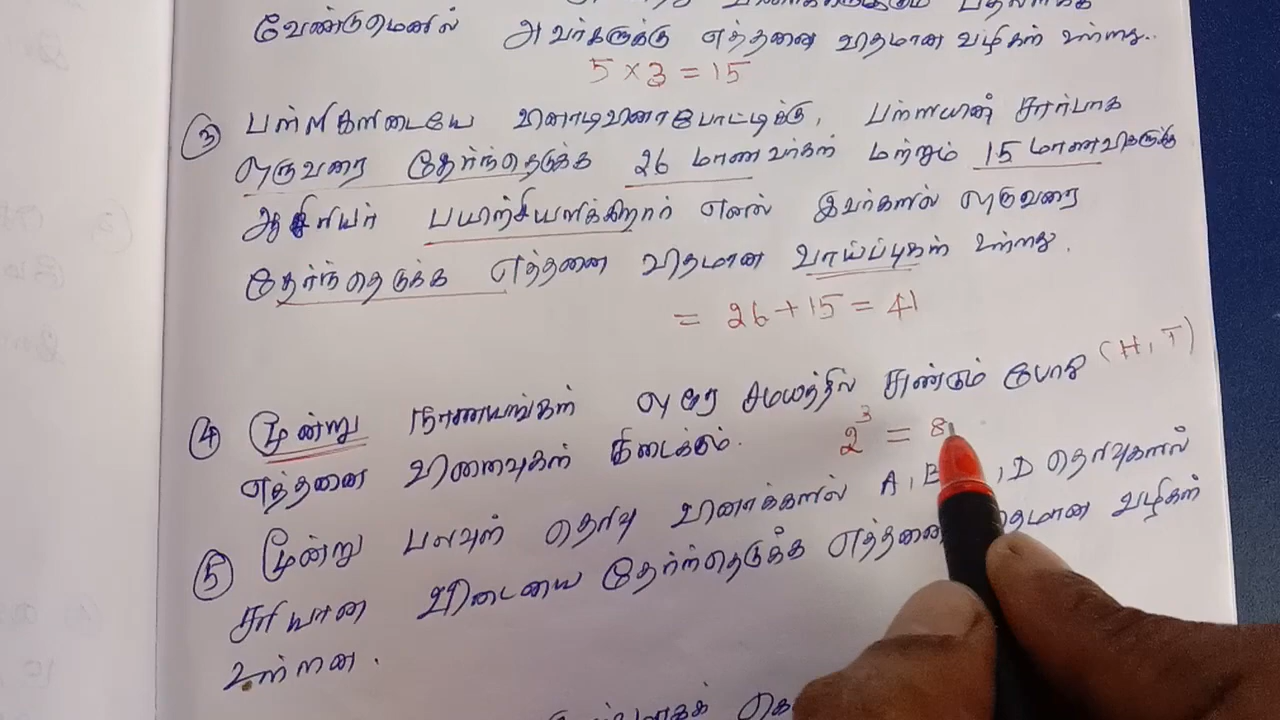 வேண்டுமெனில் அவர்களுக்கு எத்தனை விதமான வழிகள் உள்ளது..
5 × 3 = 15
③ பள்ளிகளிடையே வினாடிவினா போட்டிக்கு, பள்ளியின் சார்பாக
ஒருவரை தேர்ந்தெடுக்க 26 மாணவர்கள் மற்றும் 15 மாணவிகளுக்கு
ஆசிரியர் பயிற்சியளிக்கிறார் எனில் இவர்களில் ஒருவரை
தேர்ந்தெடுக்க எத்தனை விதமான வாய்ப்புகள் உள்ளது.
= 26 + 15 = 41
④ மூன்று நாணயங்கள் ஒரே சமயத்தில் சுண்டும் போது (H, T)
எத்தனை விளைவுகள் கிடைக்கும். 2³ = 8
⑤ மூன்று பலவுள் தெரிவு வினாக்களில் A, B , D தெரிவுகளில்
சரியான விடையை தேர்ந்தெடுக்க எத்தனை விதமான வழிகள்
உள்ளன.